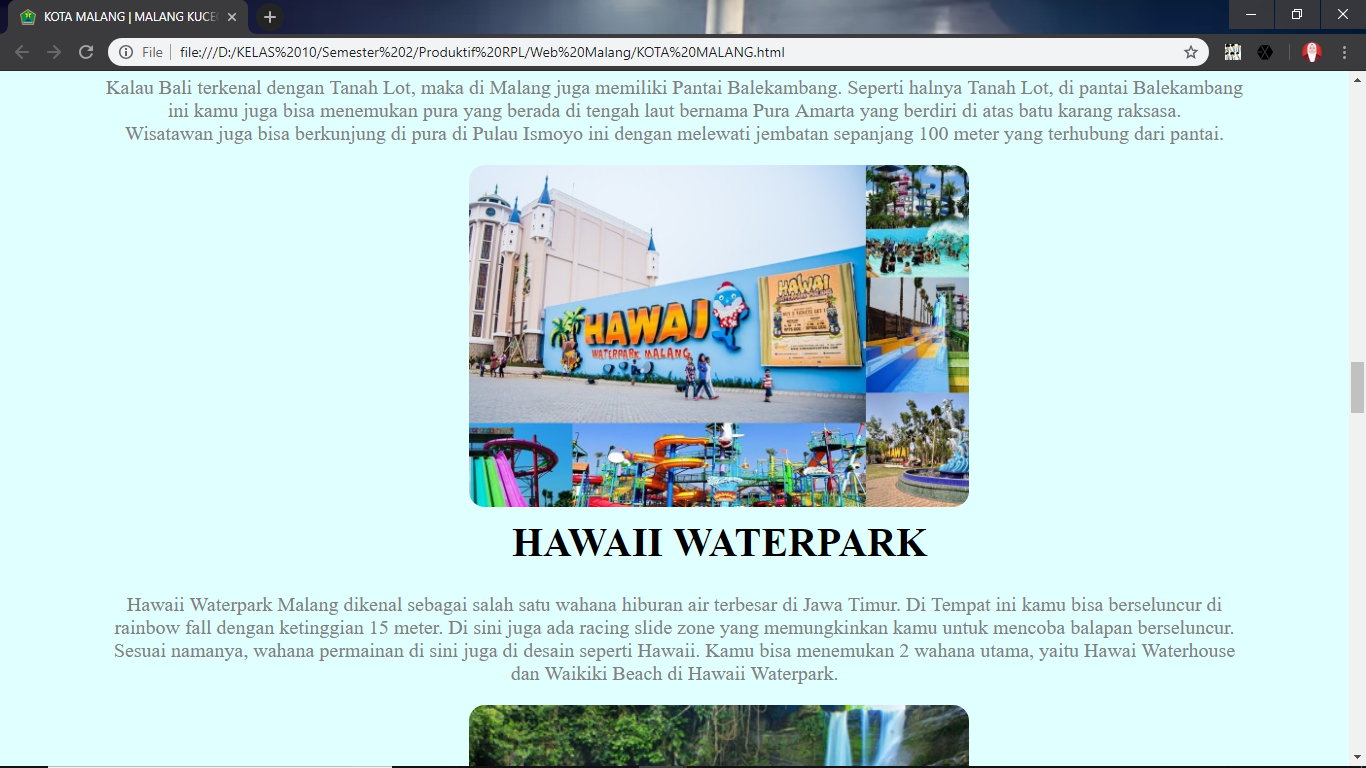 KOTA MALANG | MALANG KUCEC
File
file:///D:/KELAS%2010/Semester%202/Produktif%20RPL/Web%20Malang/KOTA%20MALANG.html
Kalau Bali terkenal dengan Tanah Lot, maka di Malang juga memiliki Pantai Balekambang. Seperti halnya Tanah Lot, di pantai Balekambang
ini kamu juga bisa menemukan pura yang berada di tengah laut bernama Pura Amarta yang berdiri di atas batu karang raksasa.
Wisatawan juga bisa berkunjung di pura di Pulau Ismoyo ini dengan melewati jembatan sepanjang 100 meter yang terhubung dari pantai.
HAWAI
WATERPARK MALANG
HAWAI
HAWAII WATERPARK
Hawaii Waterpark Malang dikenal sebagai salah satu wahana hiburan air terbesar di Jawa Timur. Di Tempat ini kamu bisa berseluncur di
rainbow fall dengan ketinggian 15 meter. Di sini juga ada racing slide zone yang memungkinkan kamu untuk mencoba balapan berseluncur.
Sesuai namanya, wahana permainan di sini juga di desain seperti Hawaii. Kamu bisa menemukan 2 wahana utama, yaitu Hawai Waterhouse
dan Waikiki Beach di Hawaii Waterpark.